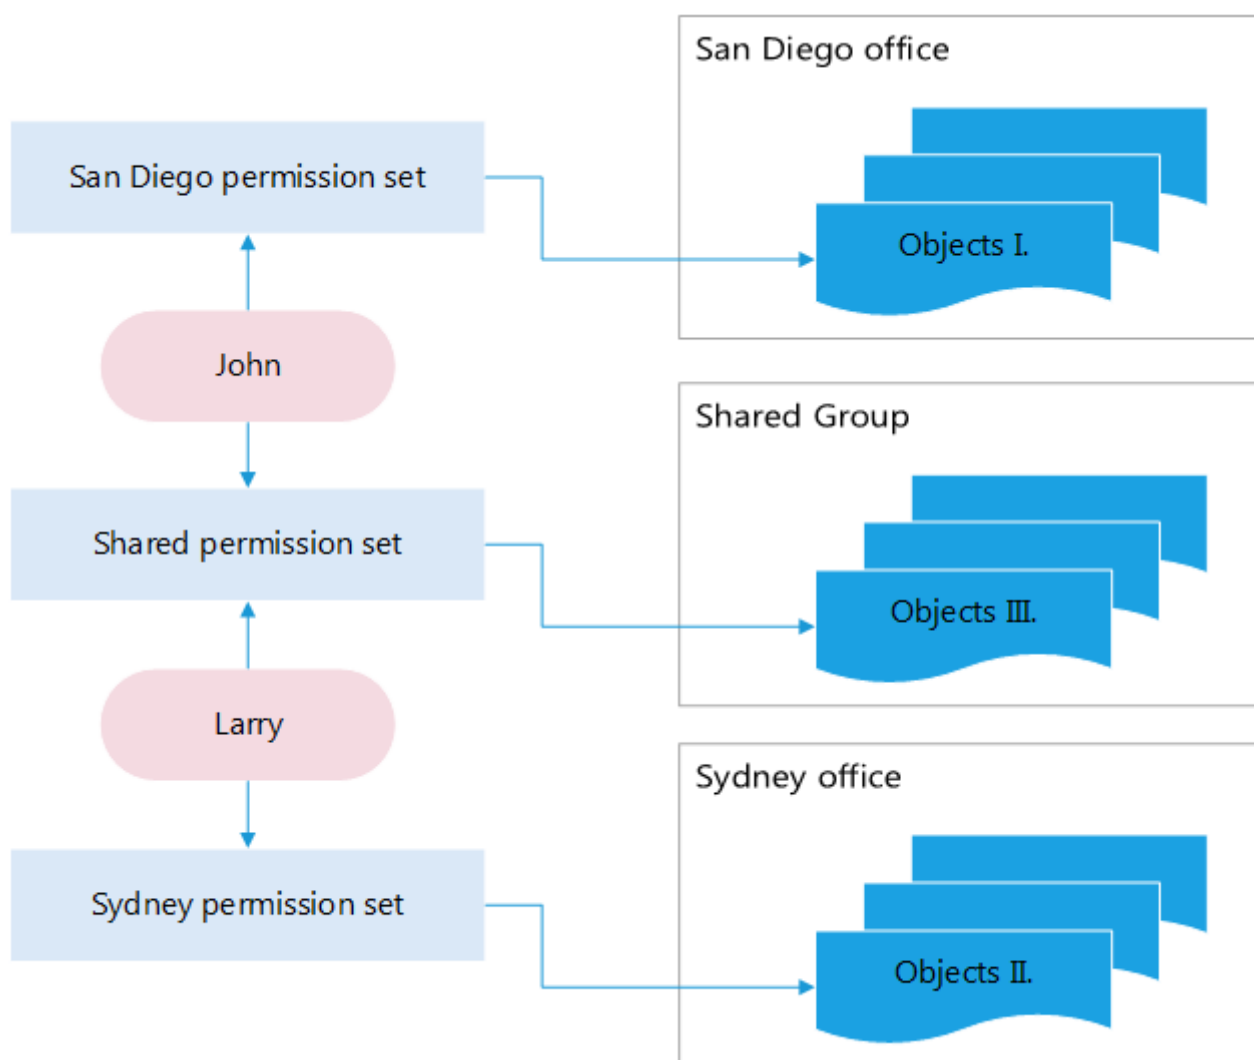 San Diego office
San Diego permission set
Objects I.
John
Shared Group
Shared permission set
Objects III.
Larry
Sydney office
Sydney permission set
Objects II.